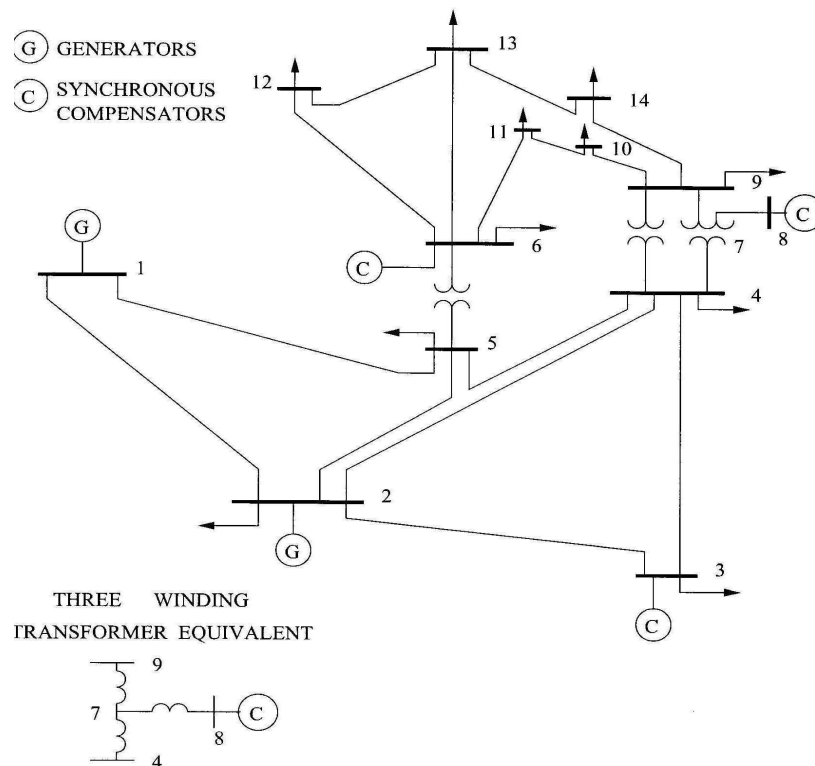 G GENERATORS
C SYNCHRONOUS
COMPENSATORS
13
12
14
11
10
9
G
C
8
7
1
6
C
4
5
2
G
3
C
THREE WINDING
TRANSFORMER EQUIVALENT
9
7
C
8
4